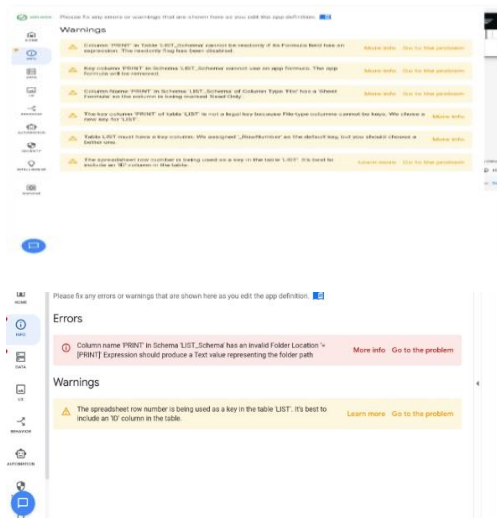 Please fix any errors or warnings that are shown here as you edit the app definition.
Warnings
Column 'PRINT' in Table 'LIST_Schema' cannot be readonly if its Formula field has an
expression. The readonly flag has been disabled.
More info Go to the problem
Key column 'PRINT' in Schema 'LIST_Schema' cannot use an app formula. The app
formula will be removed.
More info Go to the problem
Column Name 'PRINT' in Schema 'LIST_Schema' of Column Type 'File' has a 'Sheet
Formula' so the column is being marked 'Read Only'.
More info Go to the problem
The key column 'PRINT' of table 'LIST' is not a legal key because File-type columns cannot be keys. We choose a
new key for 'LIST'.
More info
Table LIST must have a key column. We assigned '_RowNumber' as the default key, but you should choose a
better one.
More info
The spreadsheet row number is being used as a key in the table 'LIST'. It's best to
include an 'ID' column in the table.
Learn more Go to the problem
HOME
INFO
DATA
UX
BEHAVIOR
AUTOMATION
SECURITY
INTELLIGENCE
Please fix any errors or warnings that are shown here as you edit the app definition.
Errors
Column name 'PRINT' in Schema 'LIST_Schema' has an invalid Folder Location '=
[PRINT]' Expression should produce a Text value representing the folder path
More info Go to the problem
Warnings
The spreadsheet row number is being used as a key in the table 'LIST'. It's best to
include an 'ID' column in the table.
Learn more Go to the problem
HOME
INFO
DATA
UX
BEHAVIOR
AUTOMATION